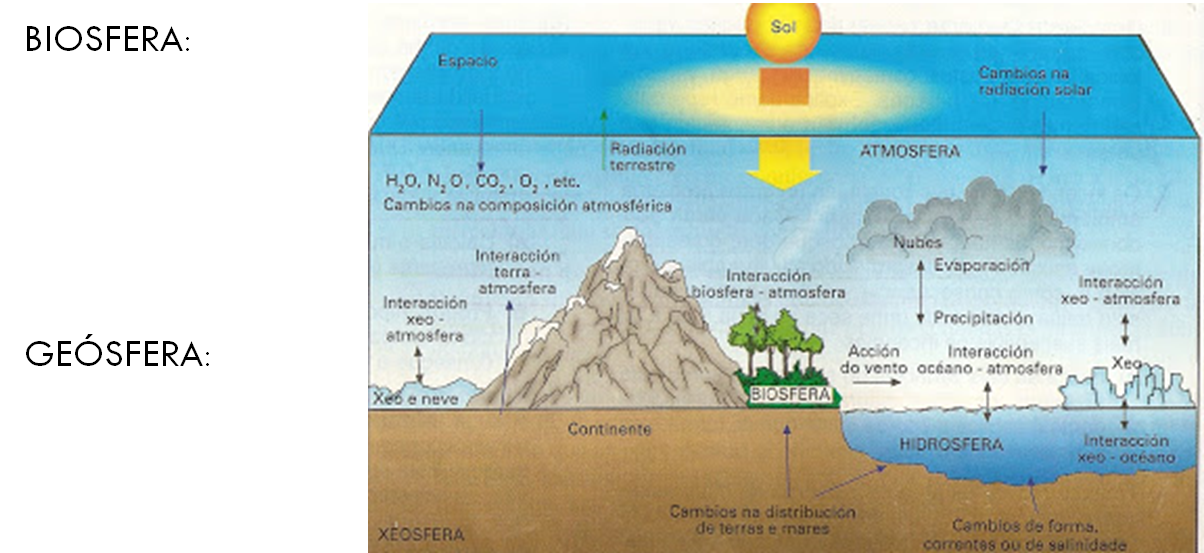 BIOSFERA:
GEÓSFERA:
Sol
Espacio
Cambios na
radiación solar
Radiación
terrestre
ATMOSFERA
H₂O, N₂O, CO₂, O₂, etc.
Cambios na composición atmosférica
Nubes
Evaporación
Precipitación
Interacción
terra -
atmosfera
Interacción
xeo -
atmosfera
Interacción
biosfera - atmosfera
Interacción
xeo - atmosfera
Acción
do vento
Interacción
océano - atmosfera
Xeo
Xeo e neve
BIOSFERA
Continente
HIDROSFERA
Interacción
xeo - océano
Cambios na distribución
de terras e mares
Cambios de forma,
correntes ou de salinidade
XEOSFERA